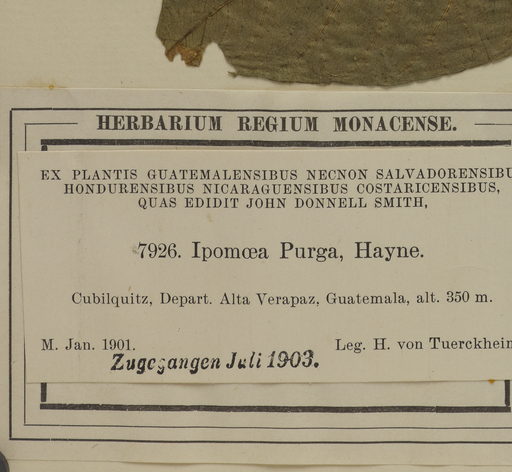 HERBARIUM REGIUM MONACENSE.
EX PLANTIS GUATEMALENSIBUS NECNON SALVADORENSIBU
HONDURENSIBUS NICARAGUENSIBUS COSTARICENSIBUS,
QUAS EDIDIT JOHN DONNELL SMITH,
7926. Ipomœa Purga, Hayne.
Cubilquitz, Depart. Alta Verapaz, Guatemala, alt. 350 m.
M. Jan. 1901. Leg. H. von Tuerckheim
Zugegangen Juli 1903.